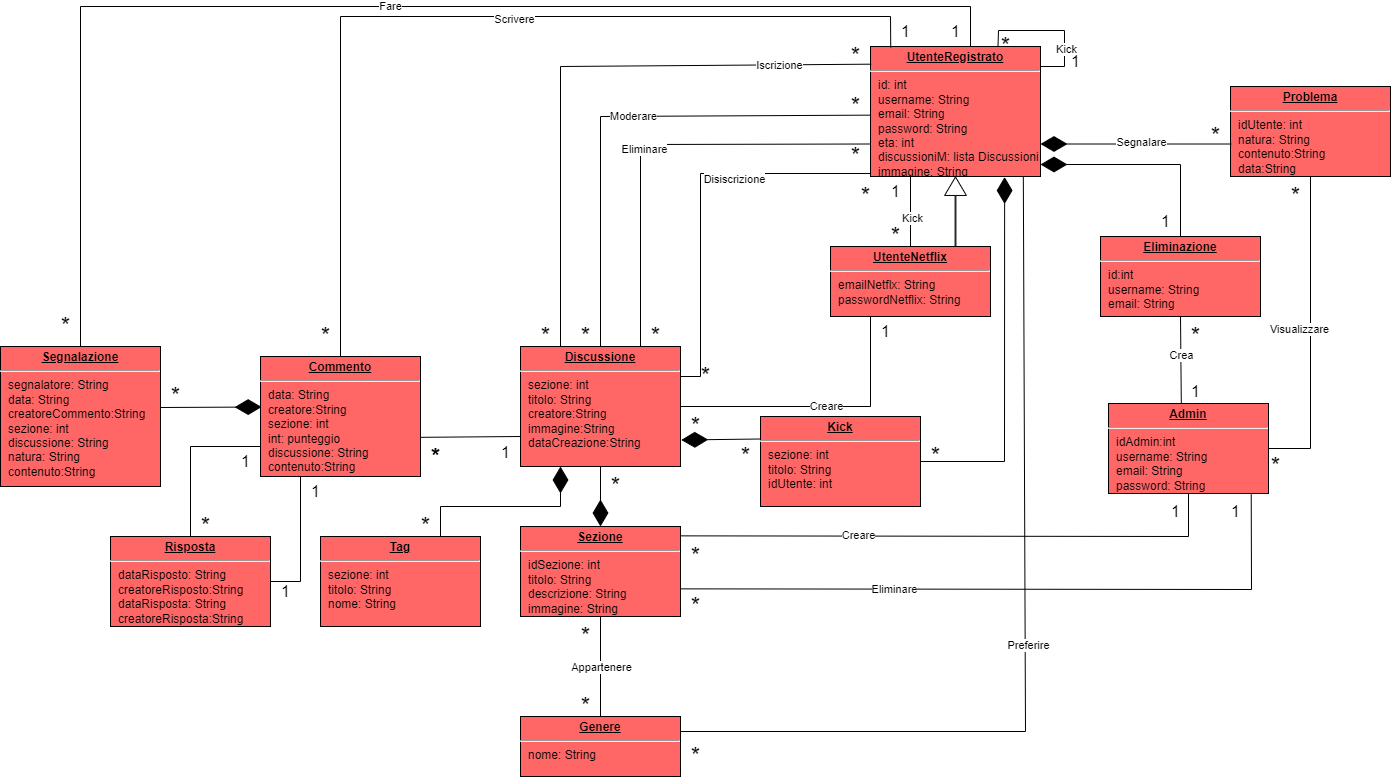 Fare
Scrivere
1
1
*
Kick
1
*
Iscrizione
UtenteRegistrato
id: int
username: String
email: String
password: String
eta: int
discussioniM: lista Discussioni
immagine: String
*
Moderare
*
Eliminare
Disiscrizione
*
1
Kick
*
Segnalare
*
Problema
idUtente: int
natura: String
contenuto:String
data:String
*
1
Eliminazione
id:int
username: String
email: String
*
Crea
1
Visualizzare
*
UtenteNetflix
emailNetflx: String
passwordNetflix: String
1
*
*
*
*
*
*
Segnalazione
segnalatore: String
data: String
creatoreCommento:String
sezione: int
discussione: String
natura: String
contenuto:String
*
Commento
data: String
creatore:String
sezione: int
int: punteggio
discussione: String
contenuto:String
*
1
Discussione
sezione: int
titolo: String
creatore:String
immagine:String
dataCreazione:String
Creare
*
*
Kick
sezione: int
titolo: String
idUtente: int
*
Admin
idAdmin:int
username: String
email: String
password: String
1
1
1
*
1
1
Risposta
dataRisposto: String
creatoreRisposto:String
dataRisposta: String
creatoreRisposta:String
*
Tag
sezione: int
titolo: String
nome: String
*
Sezione
idSezione: int
titolo: String
descrizione: String
immagine: String
Creare
*
Eliminare
*
*
Appartenere
*
Preferire
Genere
nome: String
*